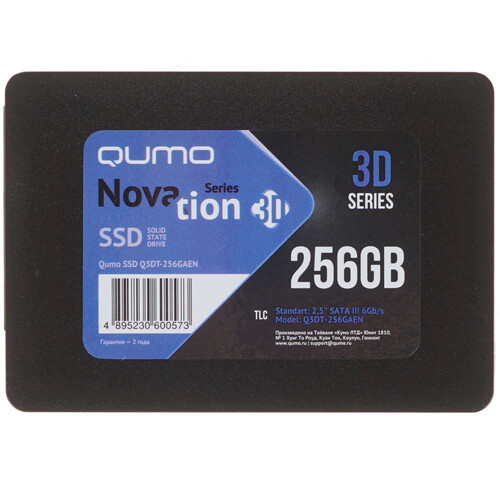 QUMO
Novation Series 3D
SSD SOLID STATE DRIVE
Qumo SSD Q3DT-256GAEN
4 895230 600573
Гарантия – 2 года
3D
SERIES
256GB
TLC
Standart: 2,5" SATA III 6Gb/s
Model: Q3DT-256GAEN
Произведено на Тайване «Кумо ЛТД» Юнит 1810,
№ 1 Хунг То Роуд, Куан Тон, Коулун, Гонконг
www.qumo.ru | support@qumo.ru